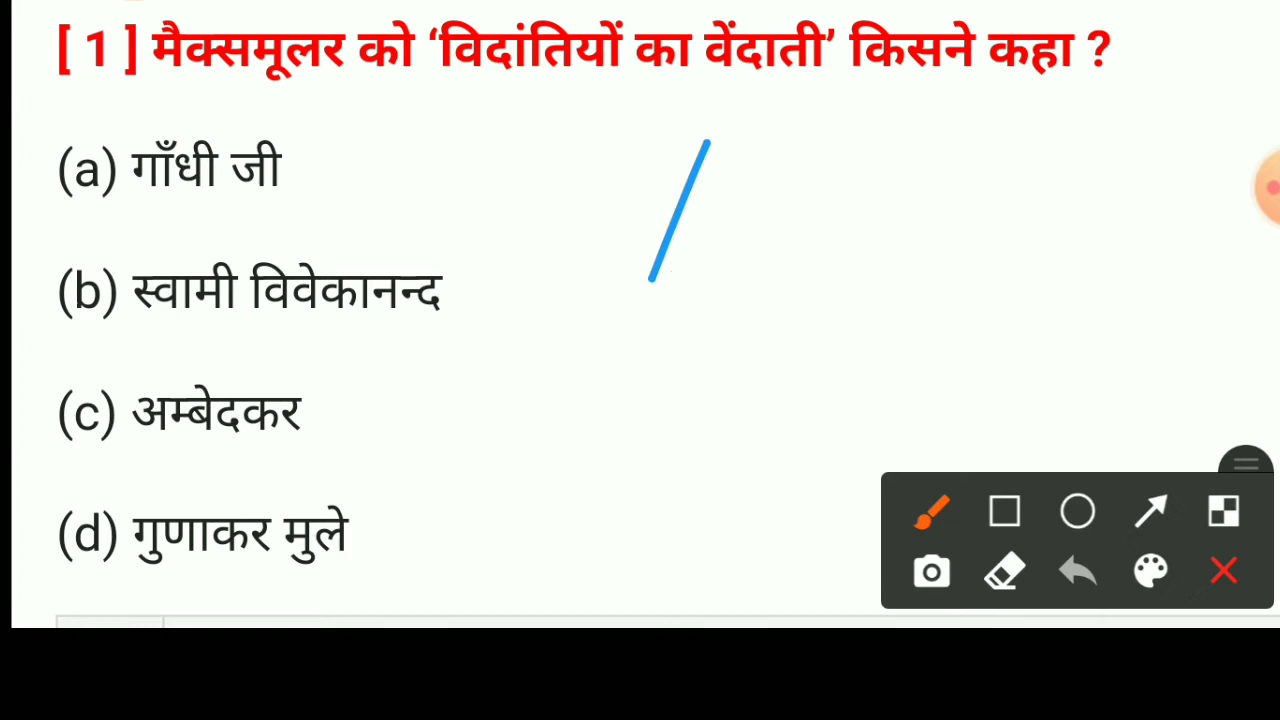 [ 1 ] मैक्समूलर को ‘विदांतियों का वेंदाती’ किसने कहा ?
(a) गाँधी जी
(b) स्वामी विवेकानन्द
(c) अम्बेदकर
(d) गुणाकर मुले